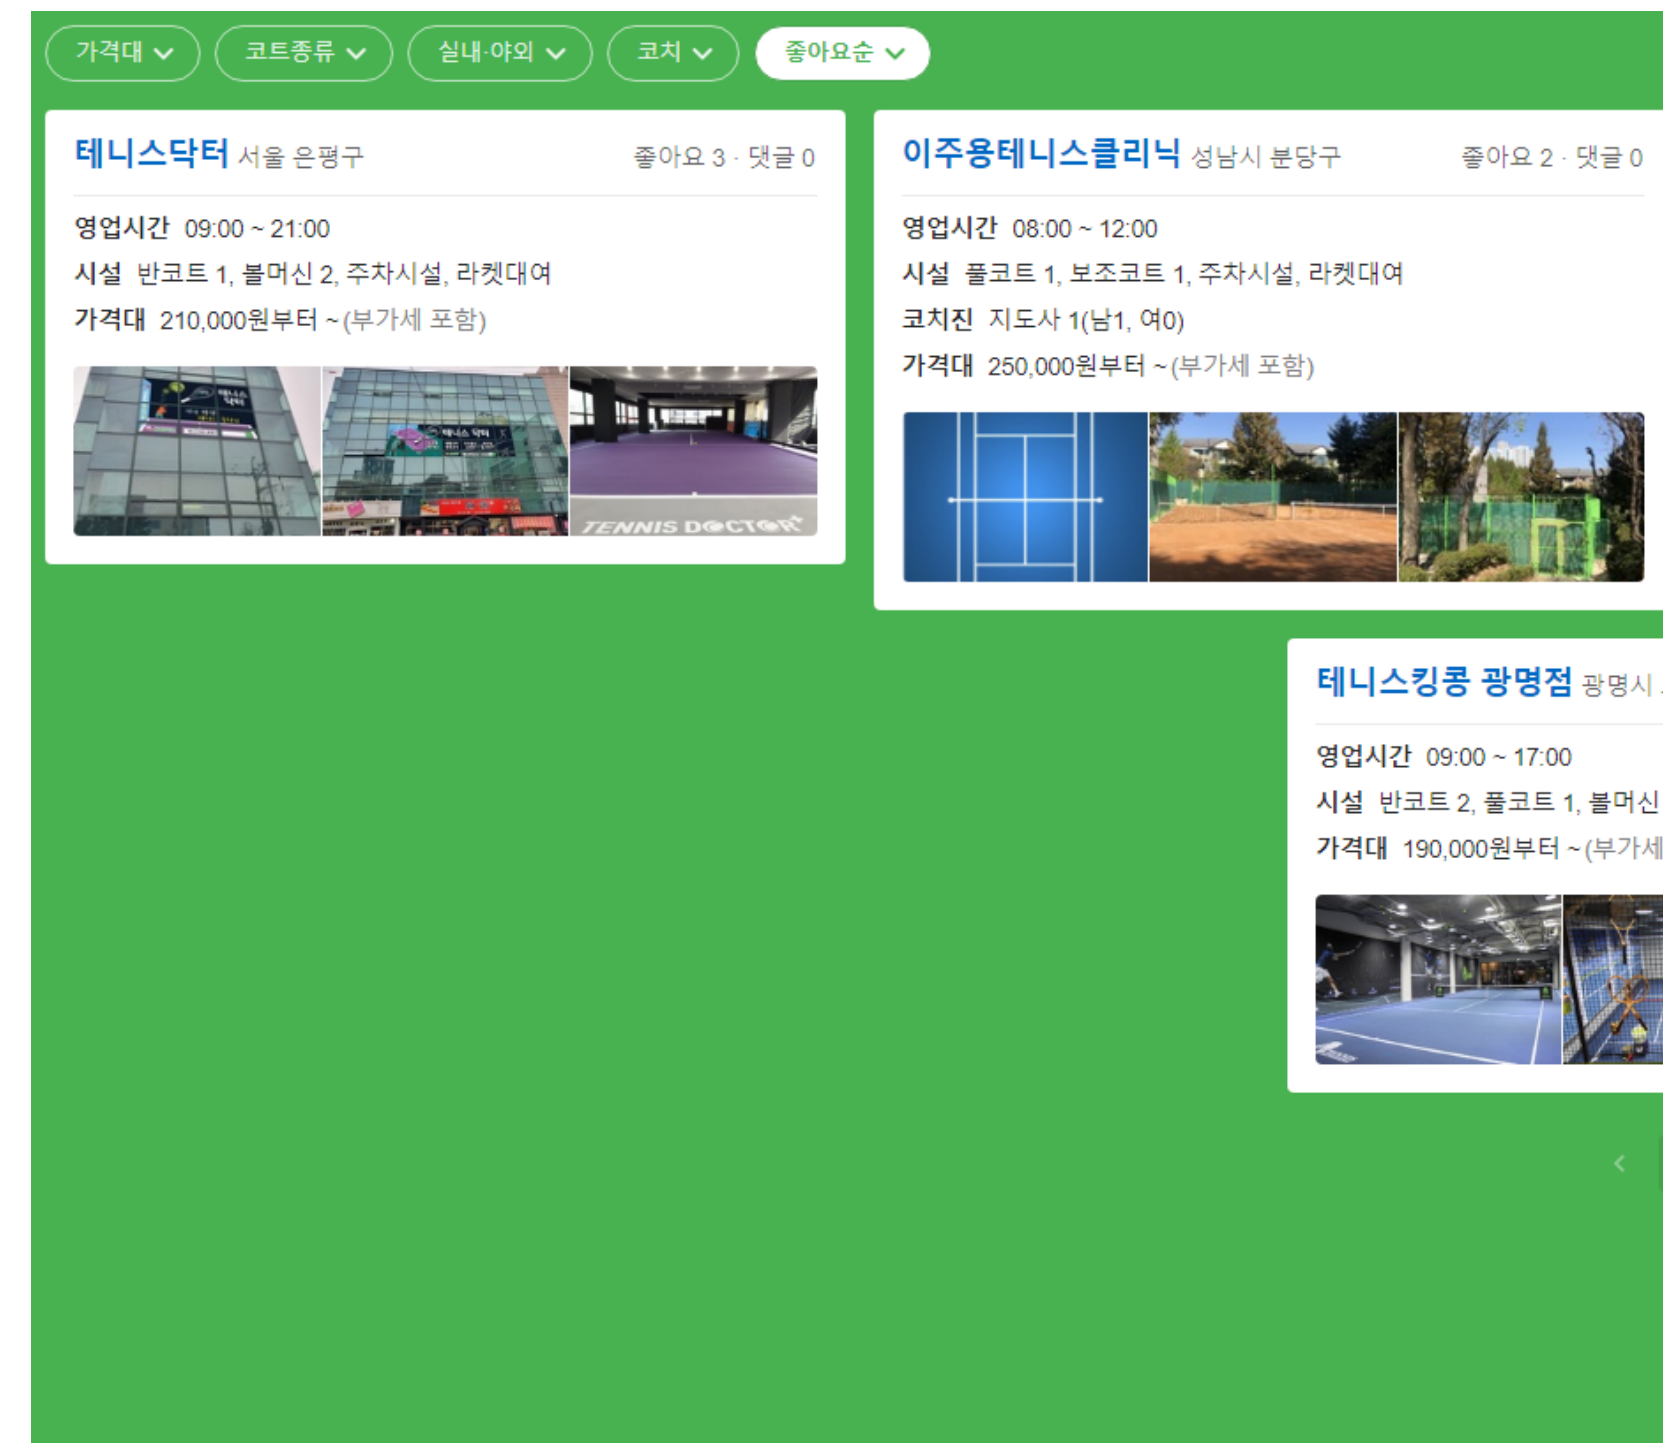 가격대
코트종류
실내·야외
코치
좋아요순
테니스닥터 서울 은평구 좋아요 3 · 댓글 0
영업시간 09:00 ~ 21:00
시설 반코트 1, 볼머신 2, 주차시설, 라켓대여
가격대 210,000원부터 ~(부가세 포함)
테니스 닥터
테니스 닥터
TENNIS DOCTOR
이주용테니스클리닉 성남시 분당구 좋아요 2 · 댓글 0
영업시간 08:00 ~ 12:00
시설 풀코트 1, 보조코트 1, 주차시설, 라켓대여
코치진 지도사 1(남1, 여0)
가격대 250,000원부터 ~(부가세 포함)
테니스킹콩 광명점 광명시
영업시간 09:00 ~ 17:00
시설 반코트 2, 풀코트 1, 볼머신
가격대 190,000원부터 ~(부가세